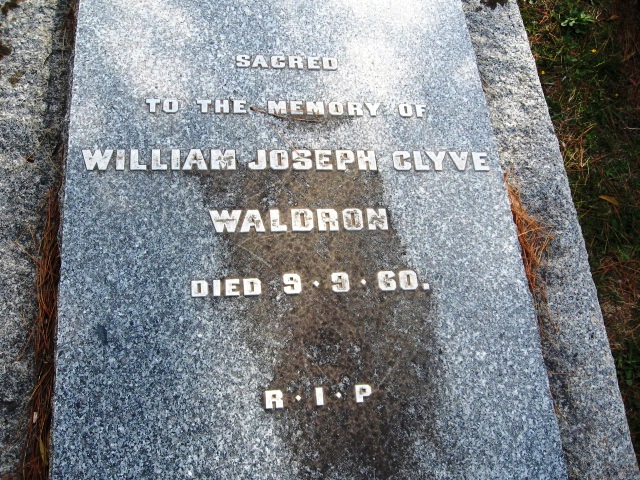 SACRED
TO THE MEMORY OF
WILLIAM JOSEPH CLYVE
WALDRON
DIED 9·9·60.
R·I·P